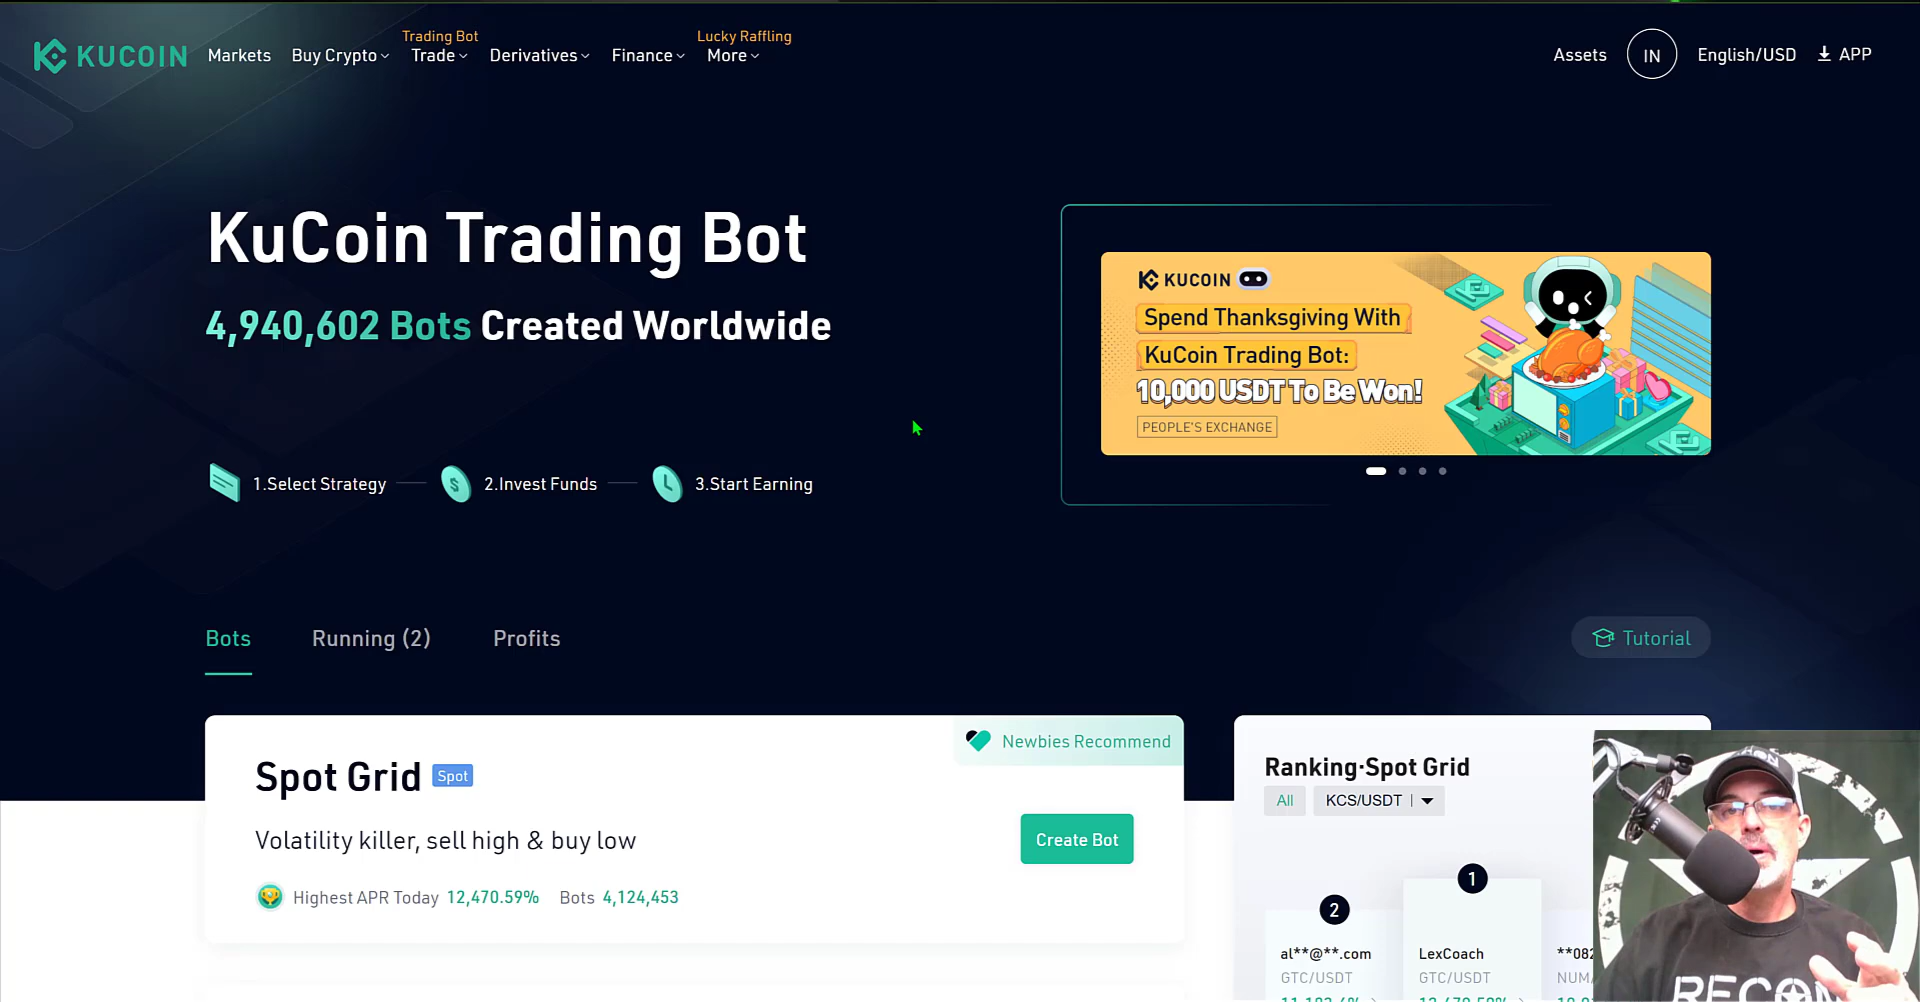 KUCOIN
Markets
Buy Crypto
Trading Bot
Trade
Derivatives
Finance
Lucky Raffling
More
Assets
IN
English/USD
APP
KuCoin Trading Bot
4,940,602 Bots Created Worldwide
1.Select Strategy
2.Invest Funds
3.Start Earning
KUCOIN
Spend Thanksgiving With
KuCoin Trading Bot:
10,000 USDT To Be Won!
PEOPLE'S EXCHANGE
Bots
Running (2)
Profits
Tutorial
Newbies Recommend
Spot Grid
Spot
Volatility killer, sell high & buy low
Create Bot
Highest APR Today 12,470.59% Bots 4,124,453
Ranking·Spot Grid
All
KCS/USDT
1
2
al**@**.com
GTC/USDT
LexCoach
GTC/USDT
RECON